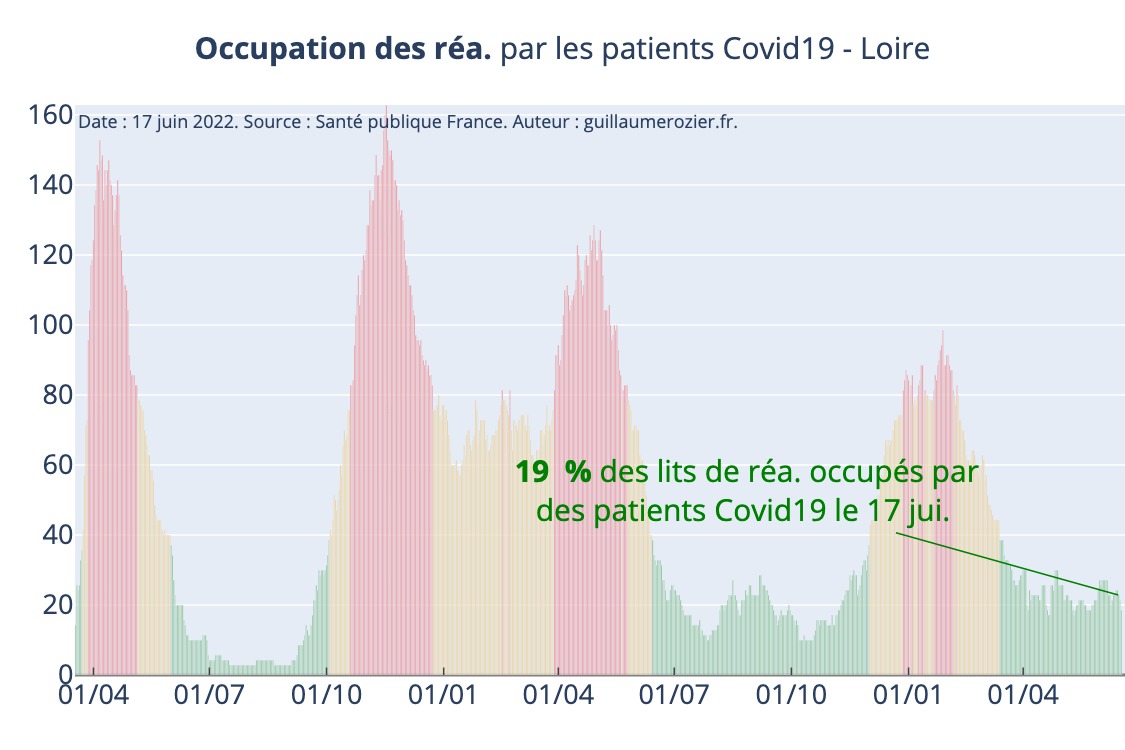 Occupation des réa. par les patients Covid19 - Loire
160
Date : 17 juin 2022. Source : Santé publique France. Auteur : guillaumerozier.fr.
140
120
100
80
60
19 % des lits de réa. occupés par
des patients Covid19 le 17 jui.
40
20
0
01/04 01/07 01/10 01/01 01/04 01/07 01/10 01/01 01/04